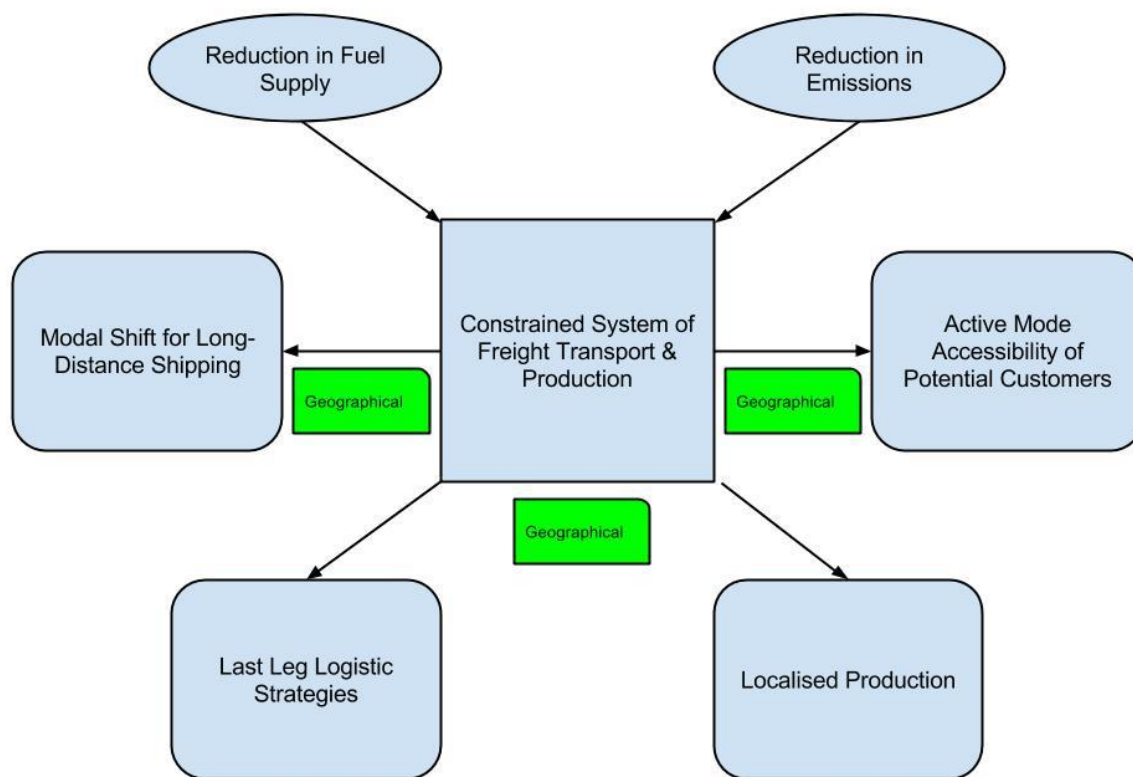 Reduction in Fuel
Supply
Reduction in
Emissions
Modal Shift for Long-
Distance Shipping
Constrained System of
Freight Transport &
Production
Active Mode
Accessibility of
Potential Customers
Geographical
Geographical
Geographical
Last Leg Logistic
Strategies
Localised Production